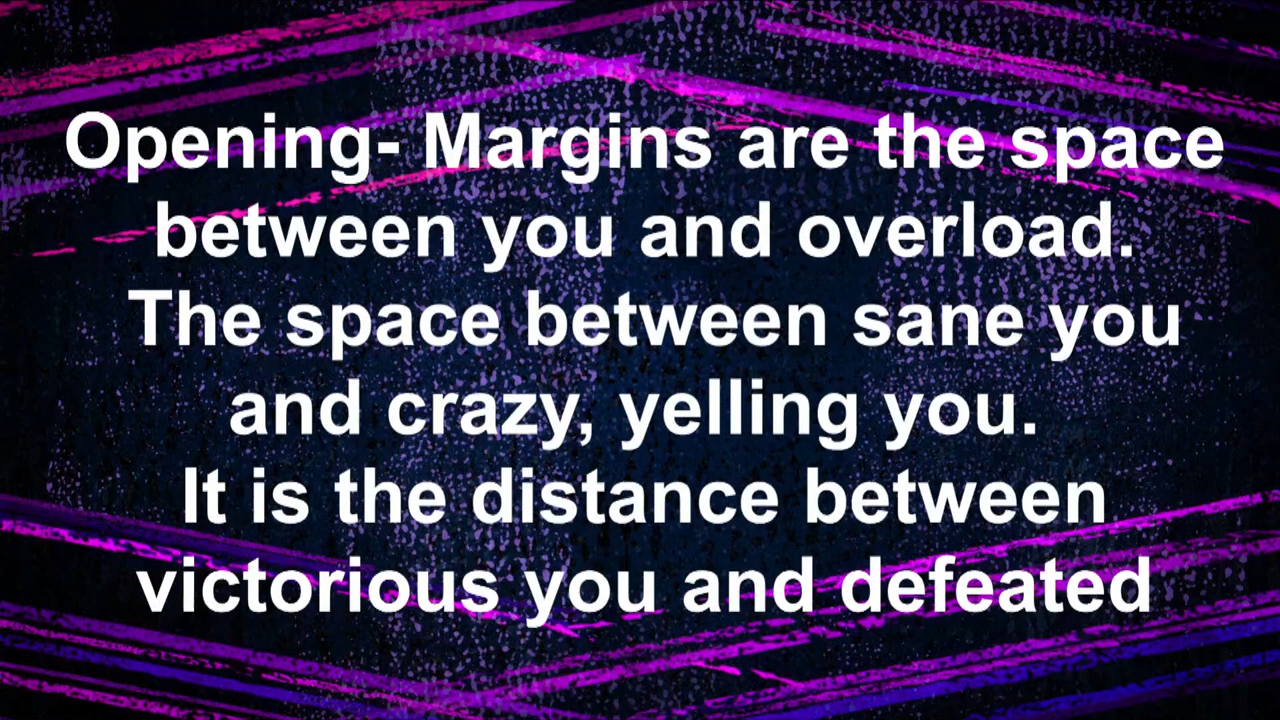 Opening- Margins are the space
between you and overload.
The space between sane you
and crazy, yelling you.
It is the distance between
victorious you and defeated